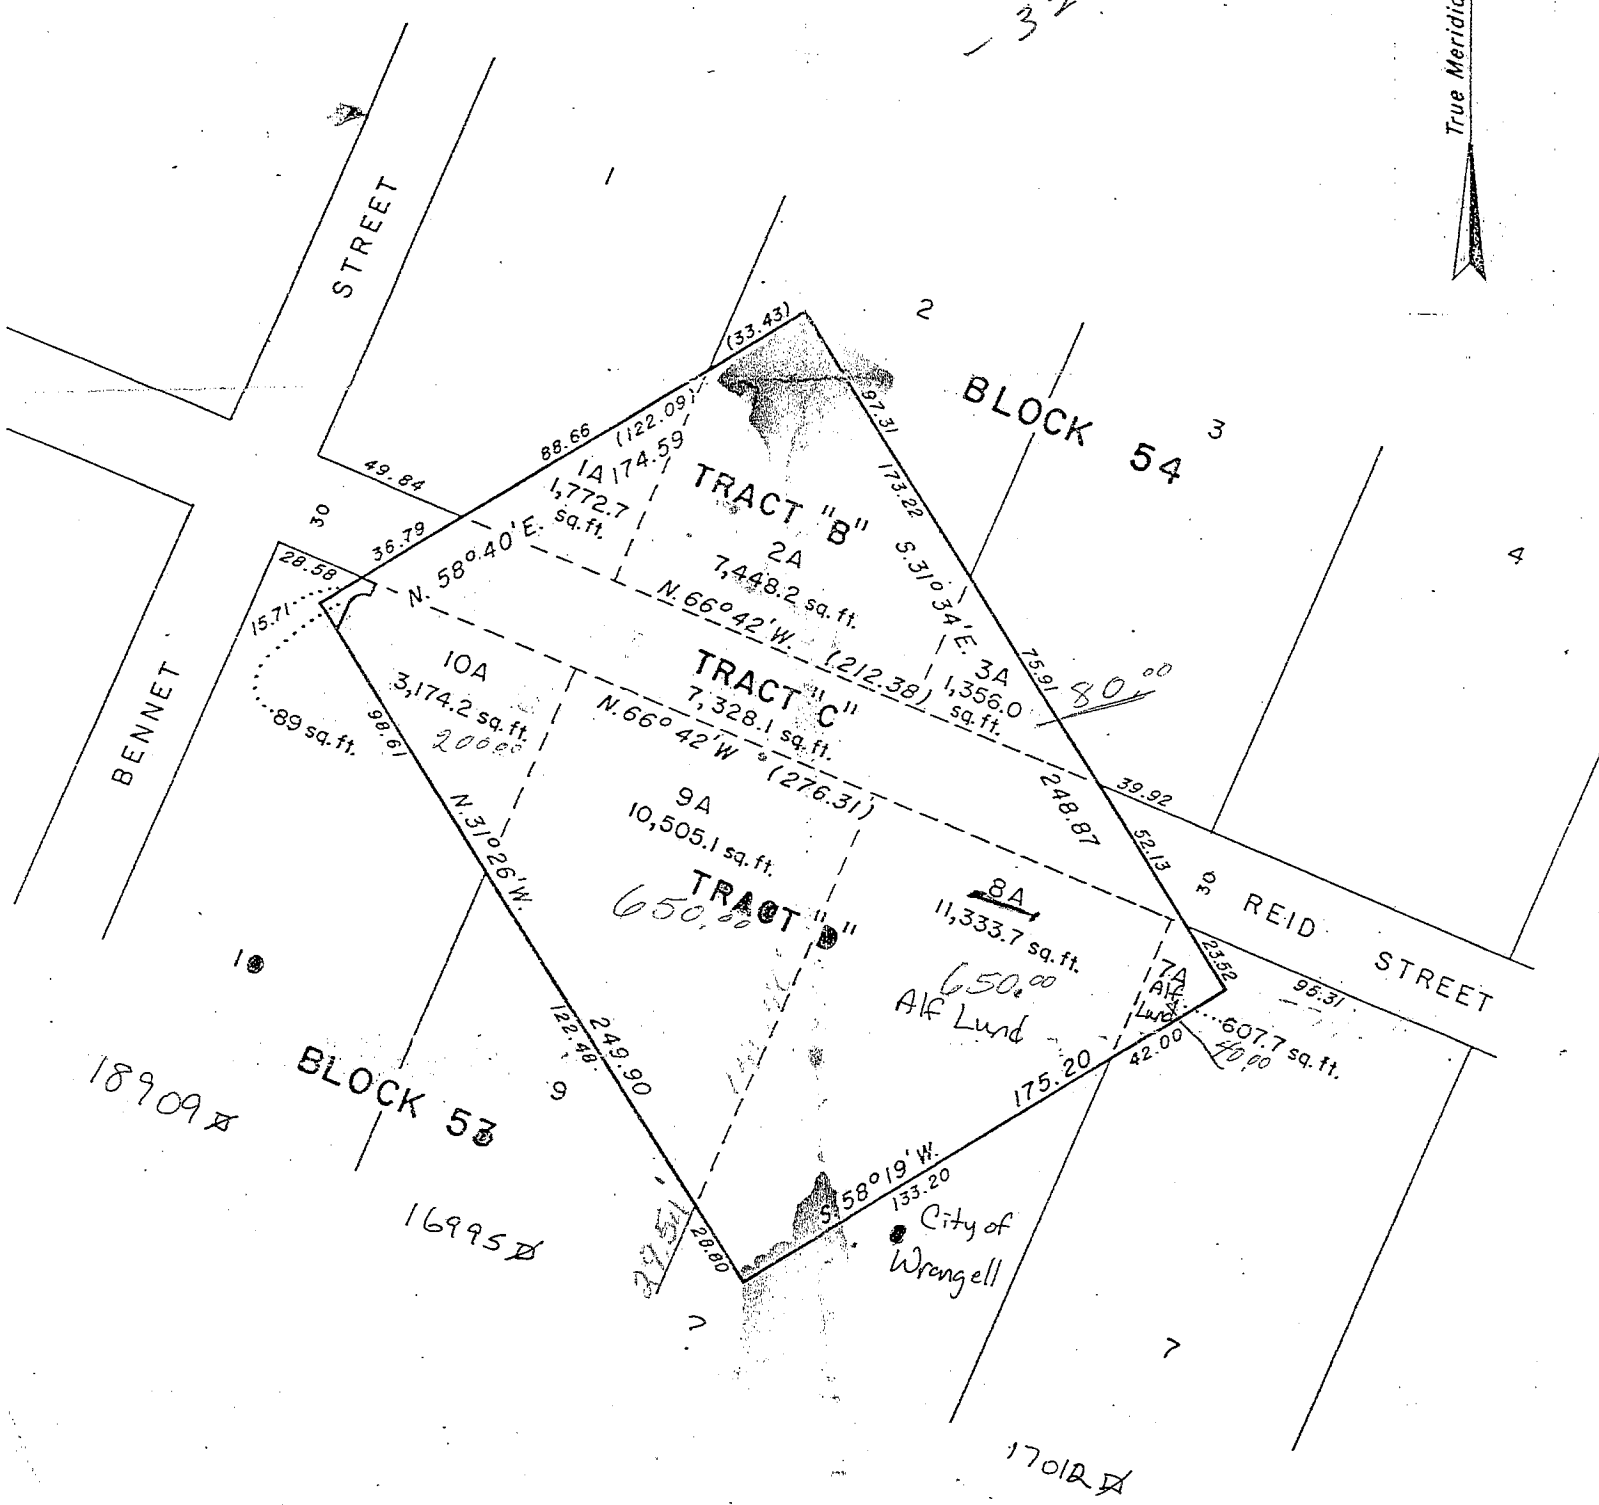 - 32
True Meridia
STREET
1
(33.43)
2
BLOCK 54
3
4
97.31
88.66
(122.09)
174.59
1A
1,772.7
sq.ft.
49.84
30
36.79
28.58
15.71
N. 58°40'E.
TRACT "B"
2A
7,448.2 sq.ft.
173.22
S.31°34'E.
N.66°42'W. (212.38)
3A
1,356.0
sq.ft.
75.91
80.00
TRACT "C"
7,328.1 sq.ft.
N.66°42'W (276.31)
10A
3,174.2 sq.ft.
200.00
89 sq.ft.
98.61
BENNET
N.31°26'W.
9A
10,505.1 sq.ft.
TRACT "D"
650.00
248.87
39.92
52.13
30
REID STREET
8A
11,333.7 sq.ft.
650.00
Alf Lund
23.52
7A
Alf
Lund
607.7 sq.ft.
40.00
95.31
42.00
175.20
10
BLOCK 53
9
122.48
249.90
18909
16995
29.51
28.80
S.58°19'W.
133.20
City of
Wrangell
?
7
17012